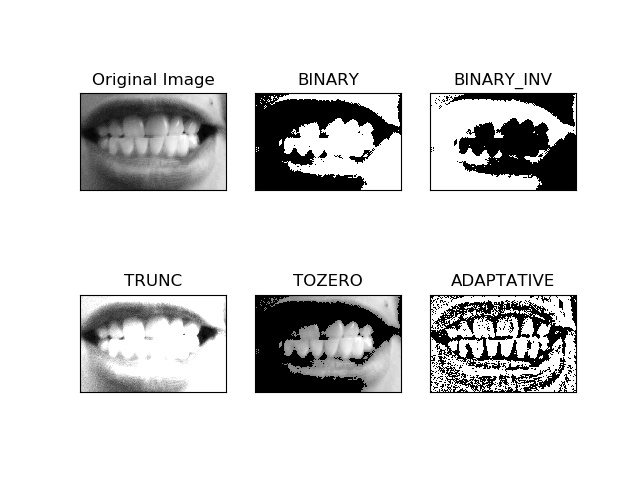 Original Image
BINARY
BINARY_INV
TRUNC
TOZERO
ADAPTATIVE